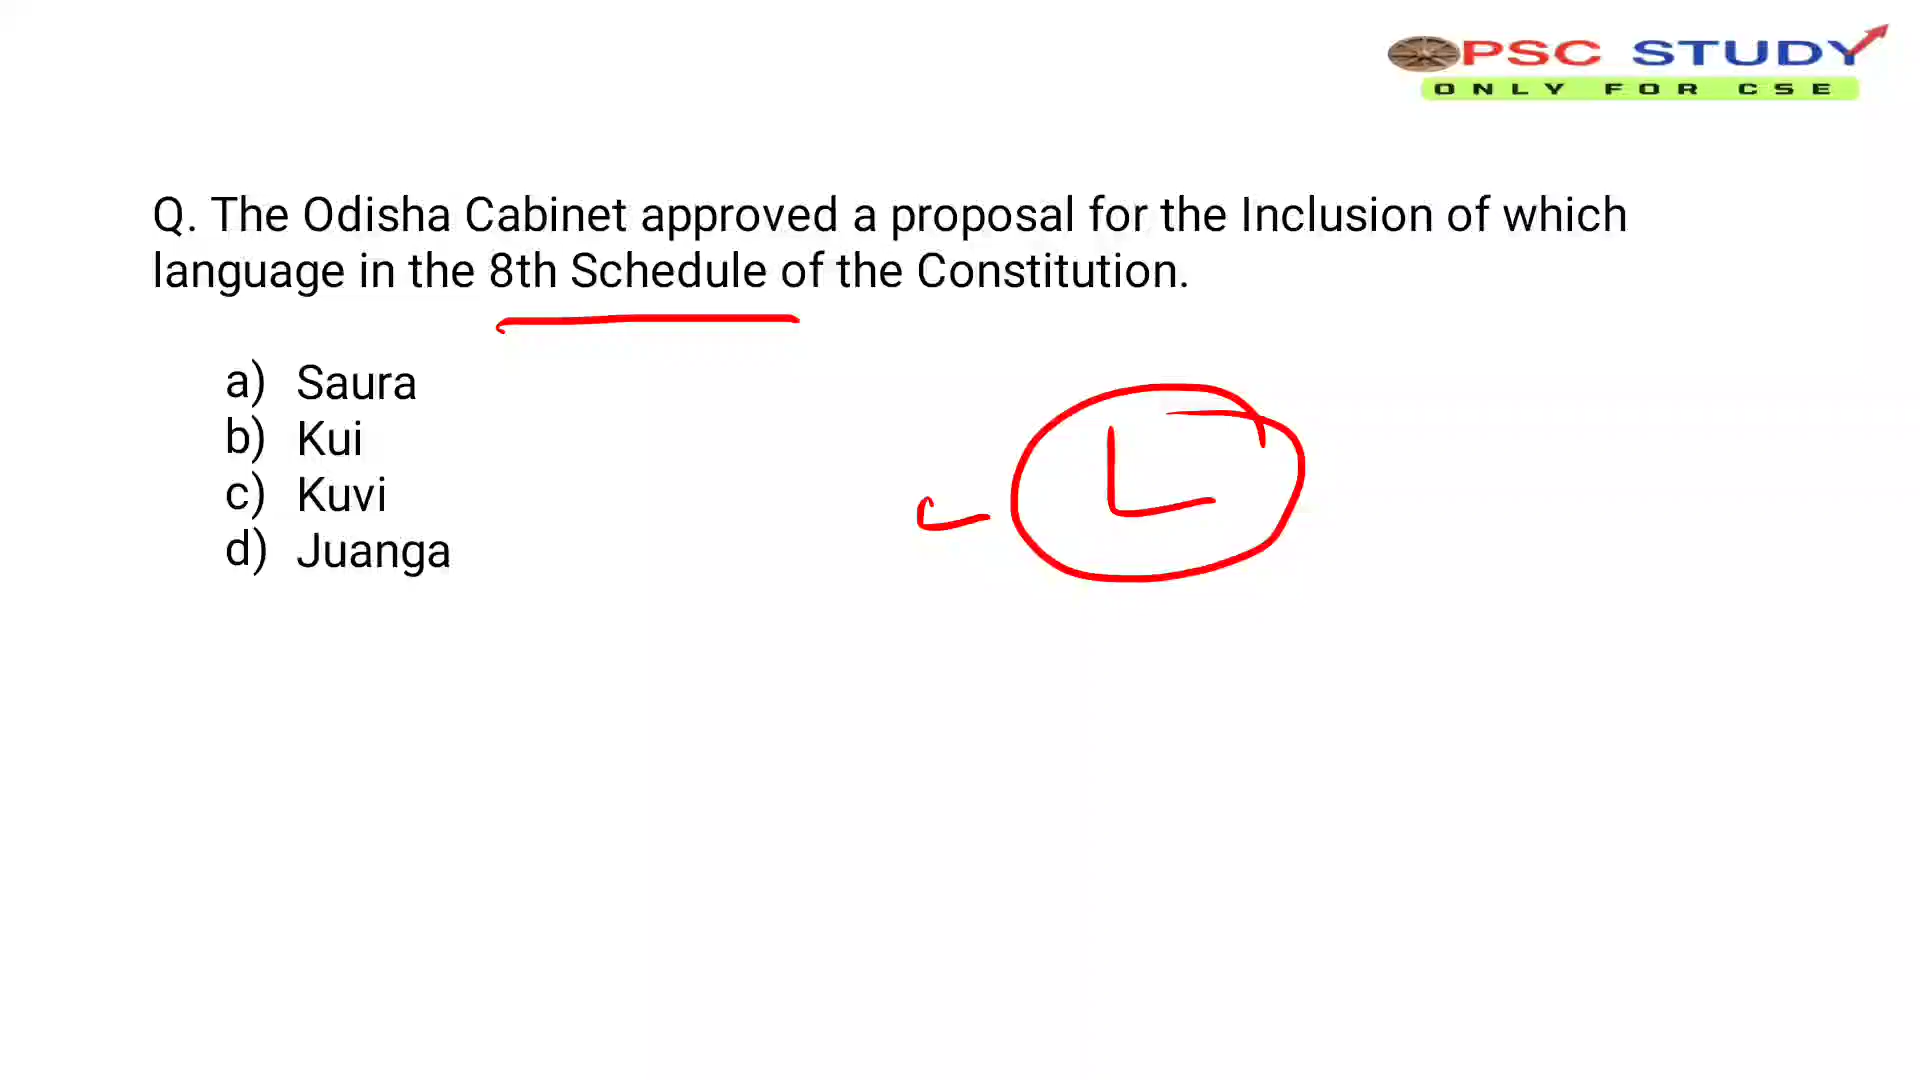 PSC STUDY
ONLY FOR CSE
Q. The Odisha Cabinet approved a proposal for the Inclusion of which
language in the 8th Schedule of the Constitution.
a) Saura
b) Kui
c) Kuvi
d) Juanga
L